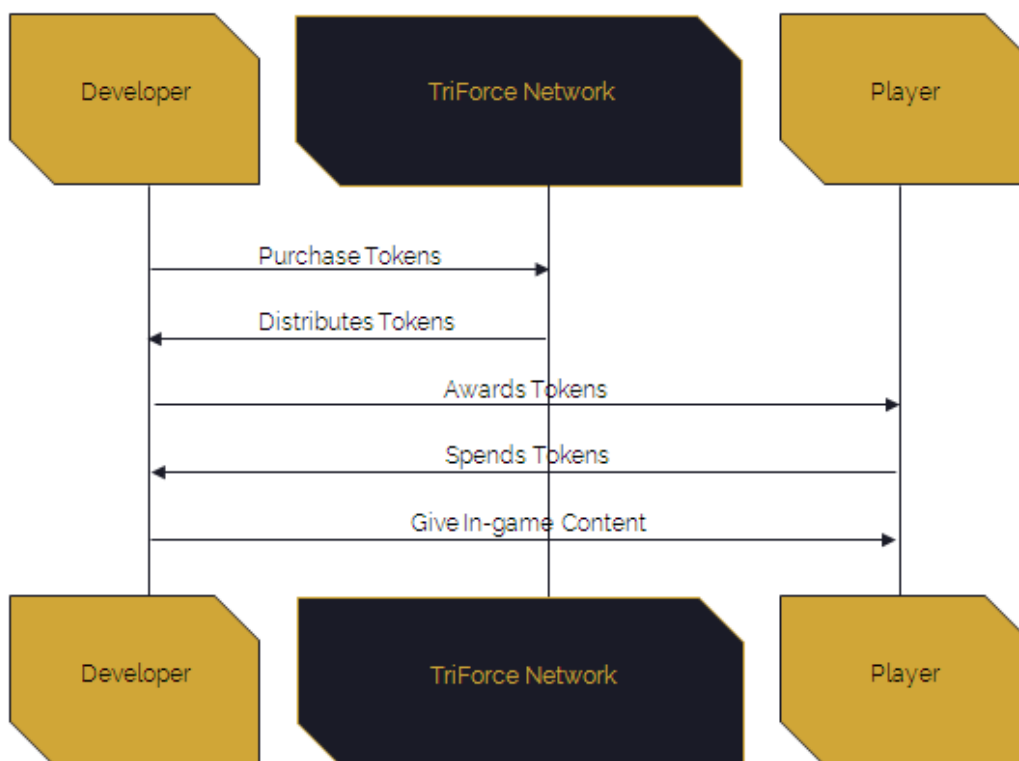 Developer
TriForce Network
Player
Purchase Tokens
Distributes Tokens
Awards Tokens
Spends Tokens
Give In-game Content
Developer
TriForce Network
Player